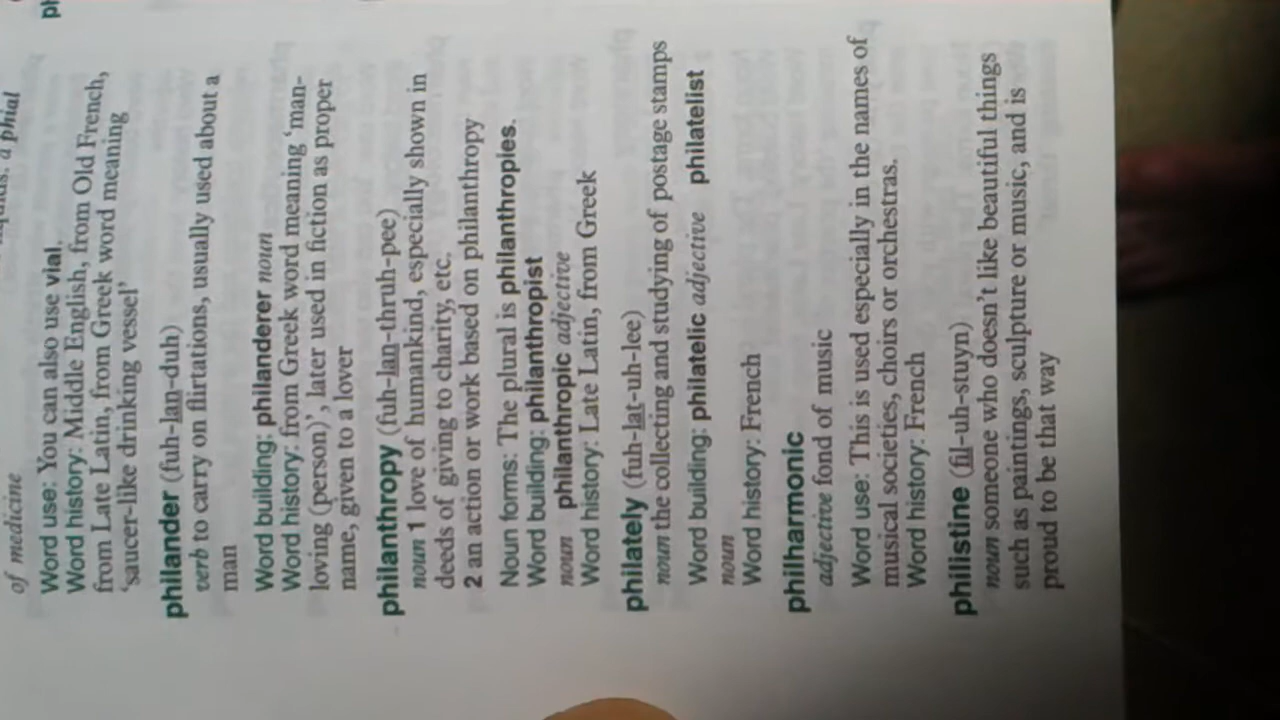 ph
liquids, a phial
of medicine
Word use: You can also use vial.
Word history: Middle English, from Old French,
from Late Latin, from Greek word meaning
‘saucer-like drinking vessel’
philander (fuh-lan-duh)
verb to carry on flirtations, usually used about a
man
Word building: philanderer noun
Word history: from Greek word meaning ‘man-
loving (person)’, later used in fiction as proper
name, given to a lover
philanthropy (fuh-lan-thruh-pee)
noun 1 love of humankind, especially shown in
deeds of giving to charity, etc.
2 an action or work based on philanthropy
Noun forms: The plural is philanthropies.
Word building: philanthropist
noun philanthropic adjective
Word history: Late Latin, from Greek
philately (fuh-lat-uh-lee)
noun the collecting and studying of postage stamps
Word building: philatelic adjective philatelist
noun
Word history: French
philharmonic
adjective fond of music
Word use: This is used especially in the names of
musical societies, choirs or orchestras.
Word history: French
philistine (fil-uh-stuyn)
noun someone who doesn't like beautiful things
such as paintings, sculpture or music, and is
proud to be that way